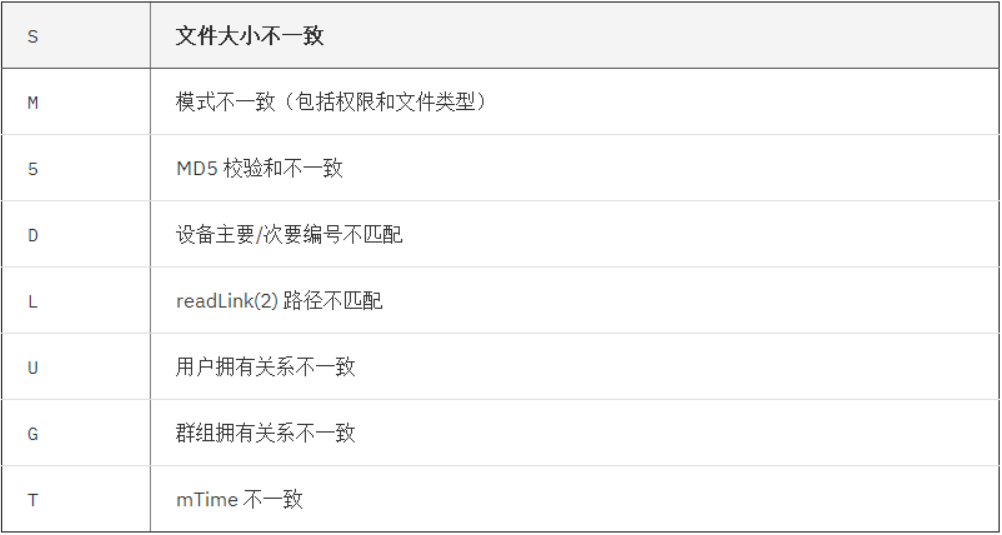 S 文件大小不一致
M 模式不一致（包括权限和文件类型）
5 MD5 校验和不一致
D 设备主要/次要编号不匹配
L readLink(2) 路径不匹配
U 用户拥有关系不一致
G 群组拥有关系不一致
T mTime 不一致